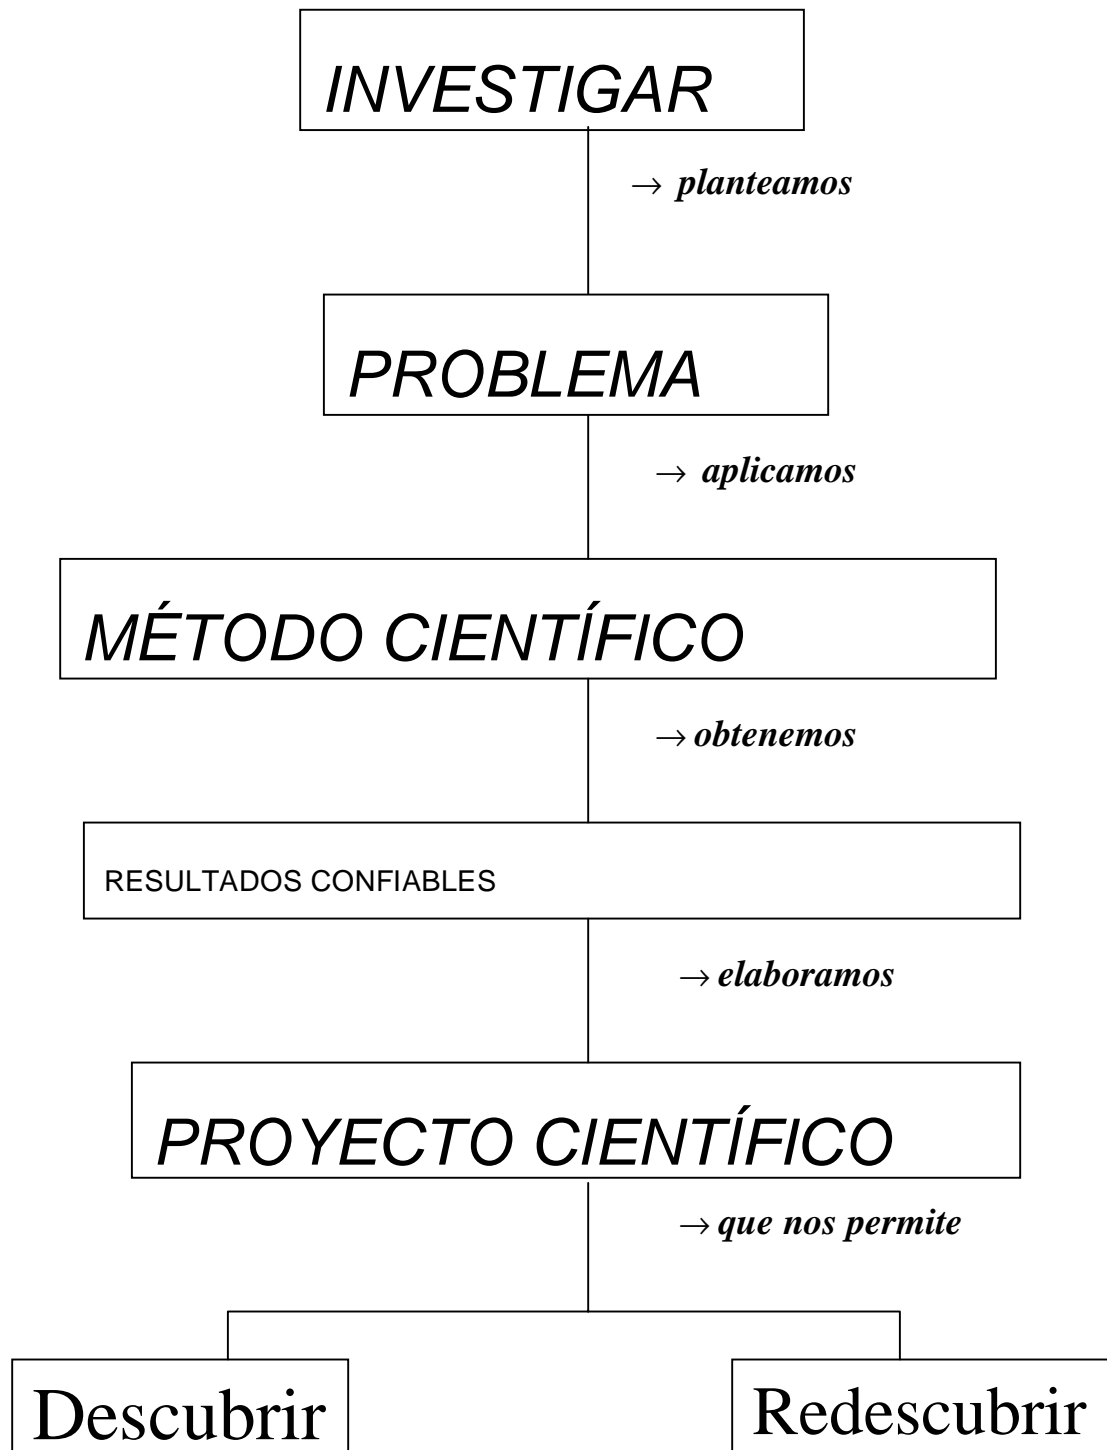 INVESTIGAR
→ planteamos
PROBLEMA
→ aplicamos
MÉTODO CIENTÍFICO
→ obtenemos
RESULTADOS CONFIABLES
→ elaboramos
PROYECTO CIENTÍFICO
→ que nos permite
Descubrir
Redescubrir